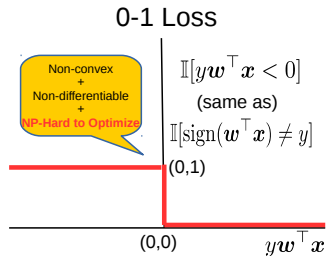 0-1 Loss
Non-convex
+
Non-differentiable
+
NP-Hard to Optimize
𝕀[y𝒘^⊤𝒙 < 0]
(same as)
𝕀[sign(𝒘^⊤𝒙) ≠ y]
(0,1)
(0,0)
y𝒘^⊤𝒙